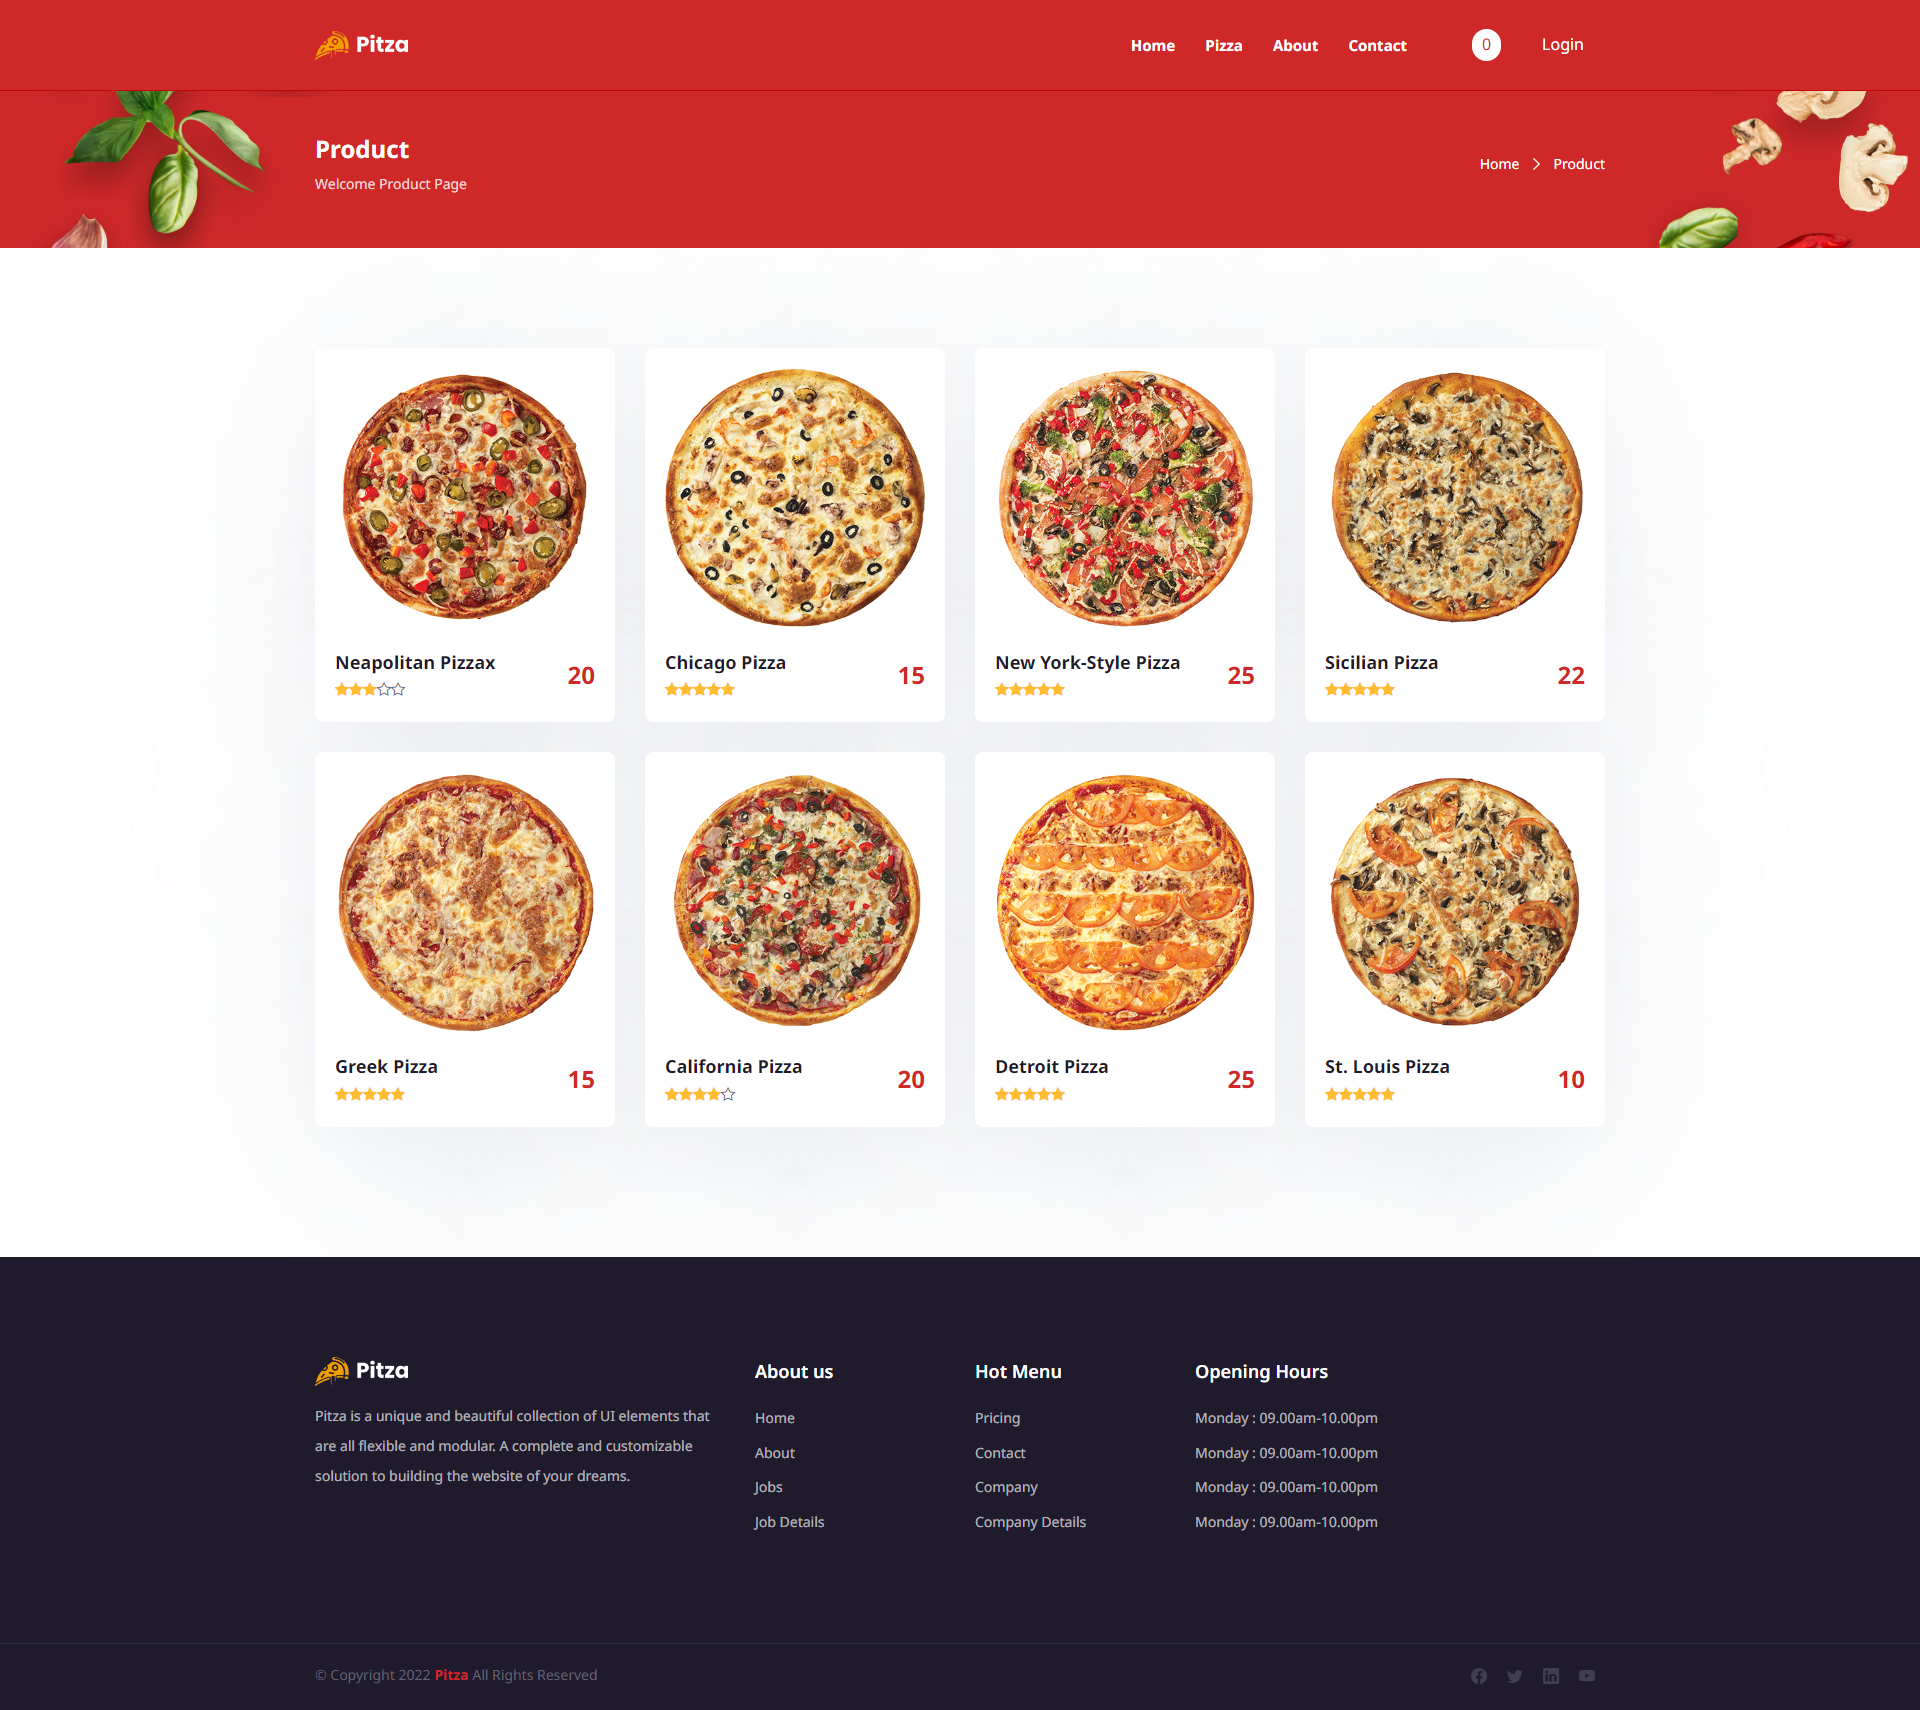 Pitza
Home
Pizza
About
Contact
0
Login
Product
Welcome Product Page
Home
Product
Neapolitan Pizzax
20
Chicago Pizza
15
New York-Style Pizza
25
Sicilian Pizza
22
Greek Pizza
15
California Pizza
20
Detroit Pizza
25
St. Louis Pizza
10
Pitza
Pitza is a unique and beautiful collection of UI elements that
are all flexible and modular. A complete and customizable
solution to building the website of your dreams.
About us
Home
About
Jobs
Job Details
Hot Menu
Pricing
Contact
Company
Company Details
Opening Hours
Monday : 09.00am-10.00pm
Monday : 09.00am-10.00pm
Monday : 09.00am-10.00pm
Monday : 09.00am-10.00pm
© Copyright 2022 Pitza All Rights Reserved